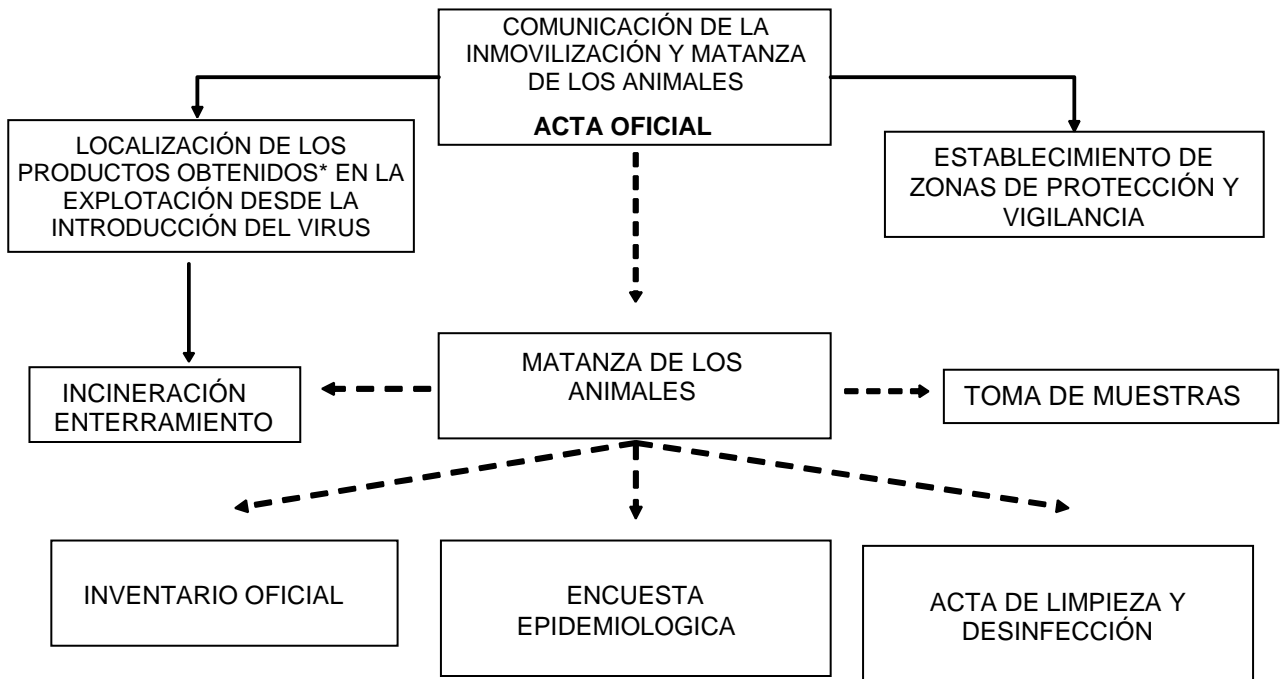 COMUNICACIÓN DE LA
INMOVILIZACIÓN Y MATANZA
DE LOS ANIMALES
ACTA OFICIAL
LOCALIZACIÓN DE LOS
PRODUCTOS OBTENIDOS* EN LA
EXPLOTACIÓN DESDE LA
INTRODUCCIÓN DEL VIRUS
ESTABLECIMIENTO DE
ZONAS DE PROTECCIÓN Y
VIGILANCIA
INCINERACIÓN
ENTERRAMIENTO
MATANZA DE LOS
ANIMALES
TOMA DE MUESTRAS
INVENTARIO OFICIAL
ENCUESTA
EPIDEMIOLOGICA
ACTA DE LIMPIEZA Y
DESINFECCIÓN